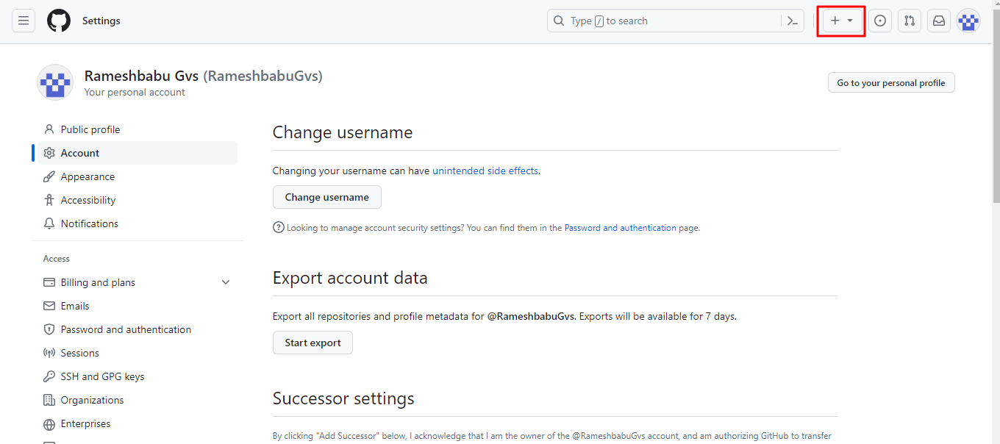 Settings
Type / to search
Rameshbabu Gvs (RameshbabuGvs)
Your personal account
Go to your personal profile
Public profile
Account
Appearance
Accessibility
Notifications
Access
Billing and plans
Emails
Password and authentication
Sessions
SSH and GPG keys
Organizations
Enterprises
Change username
Changing your username can have unintended side effects.
Change username
Looking to manage account security settings? You can find them in the Password and authentication page.
Export account data
Export all repositories and profile metadata for @RameshbabuGvs. Exports will be available for 7 days.
Start export
Successor settings
By clicking "Add Successor" below, I acknowledge that I am the owner of the @RameshbabuGvs account, and am authorizing GitHub to transfer